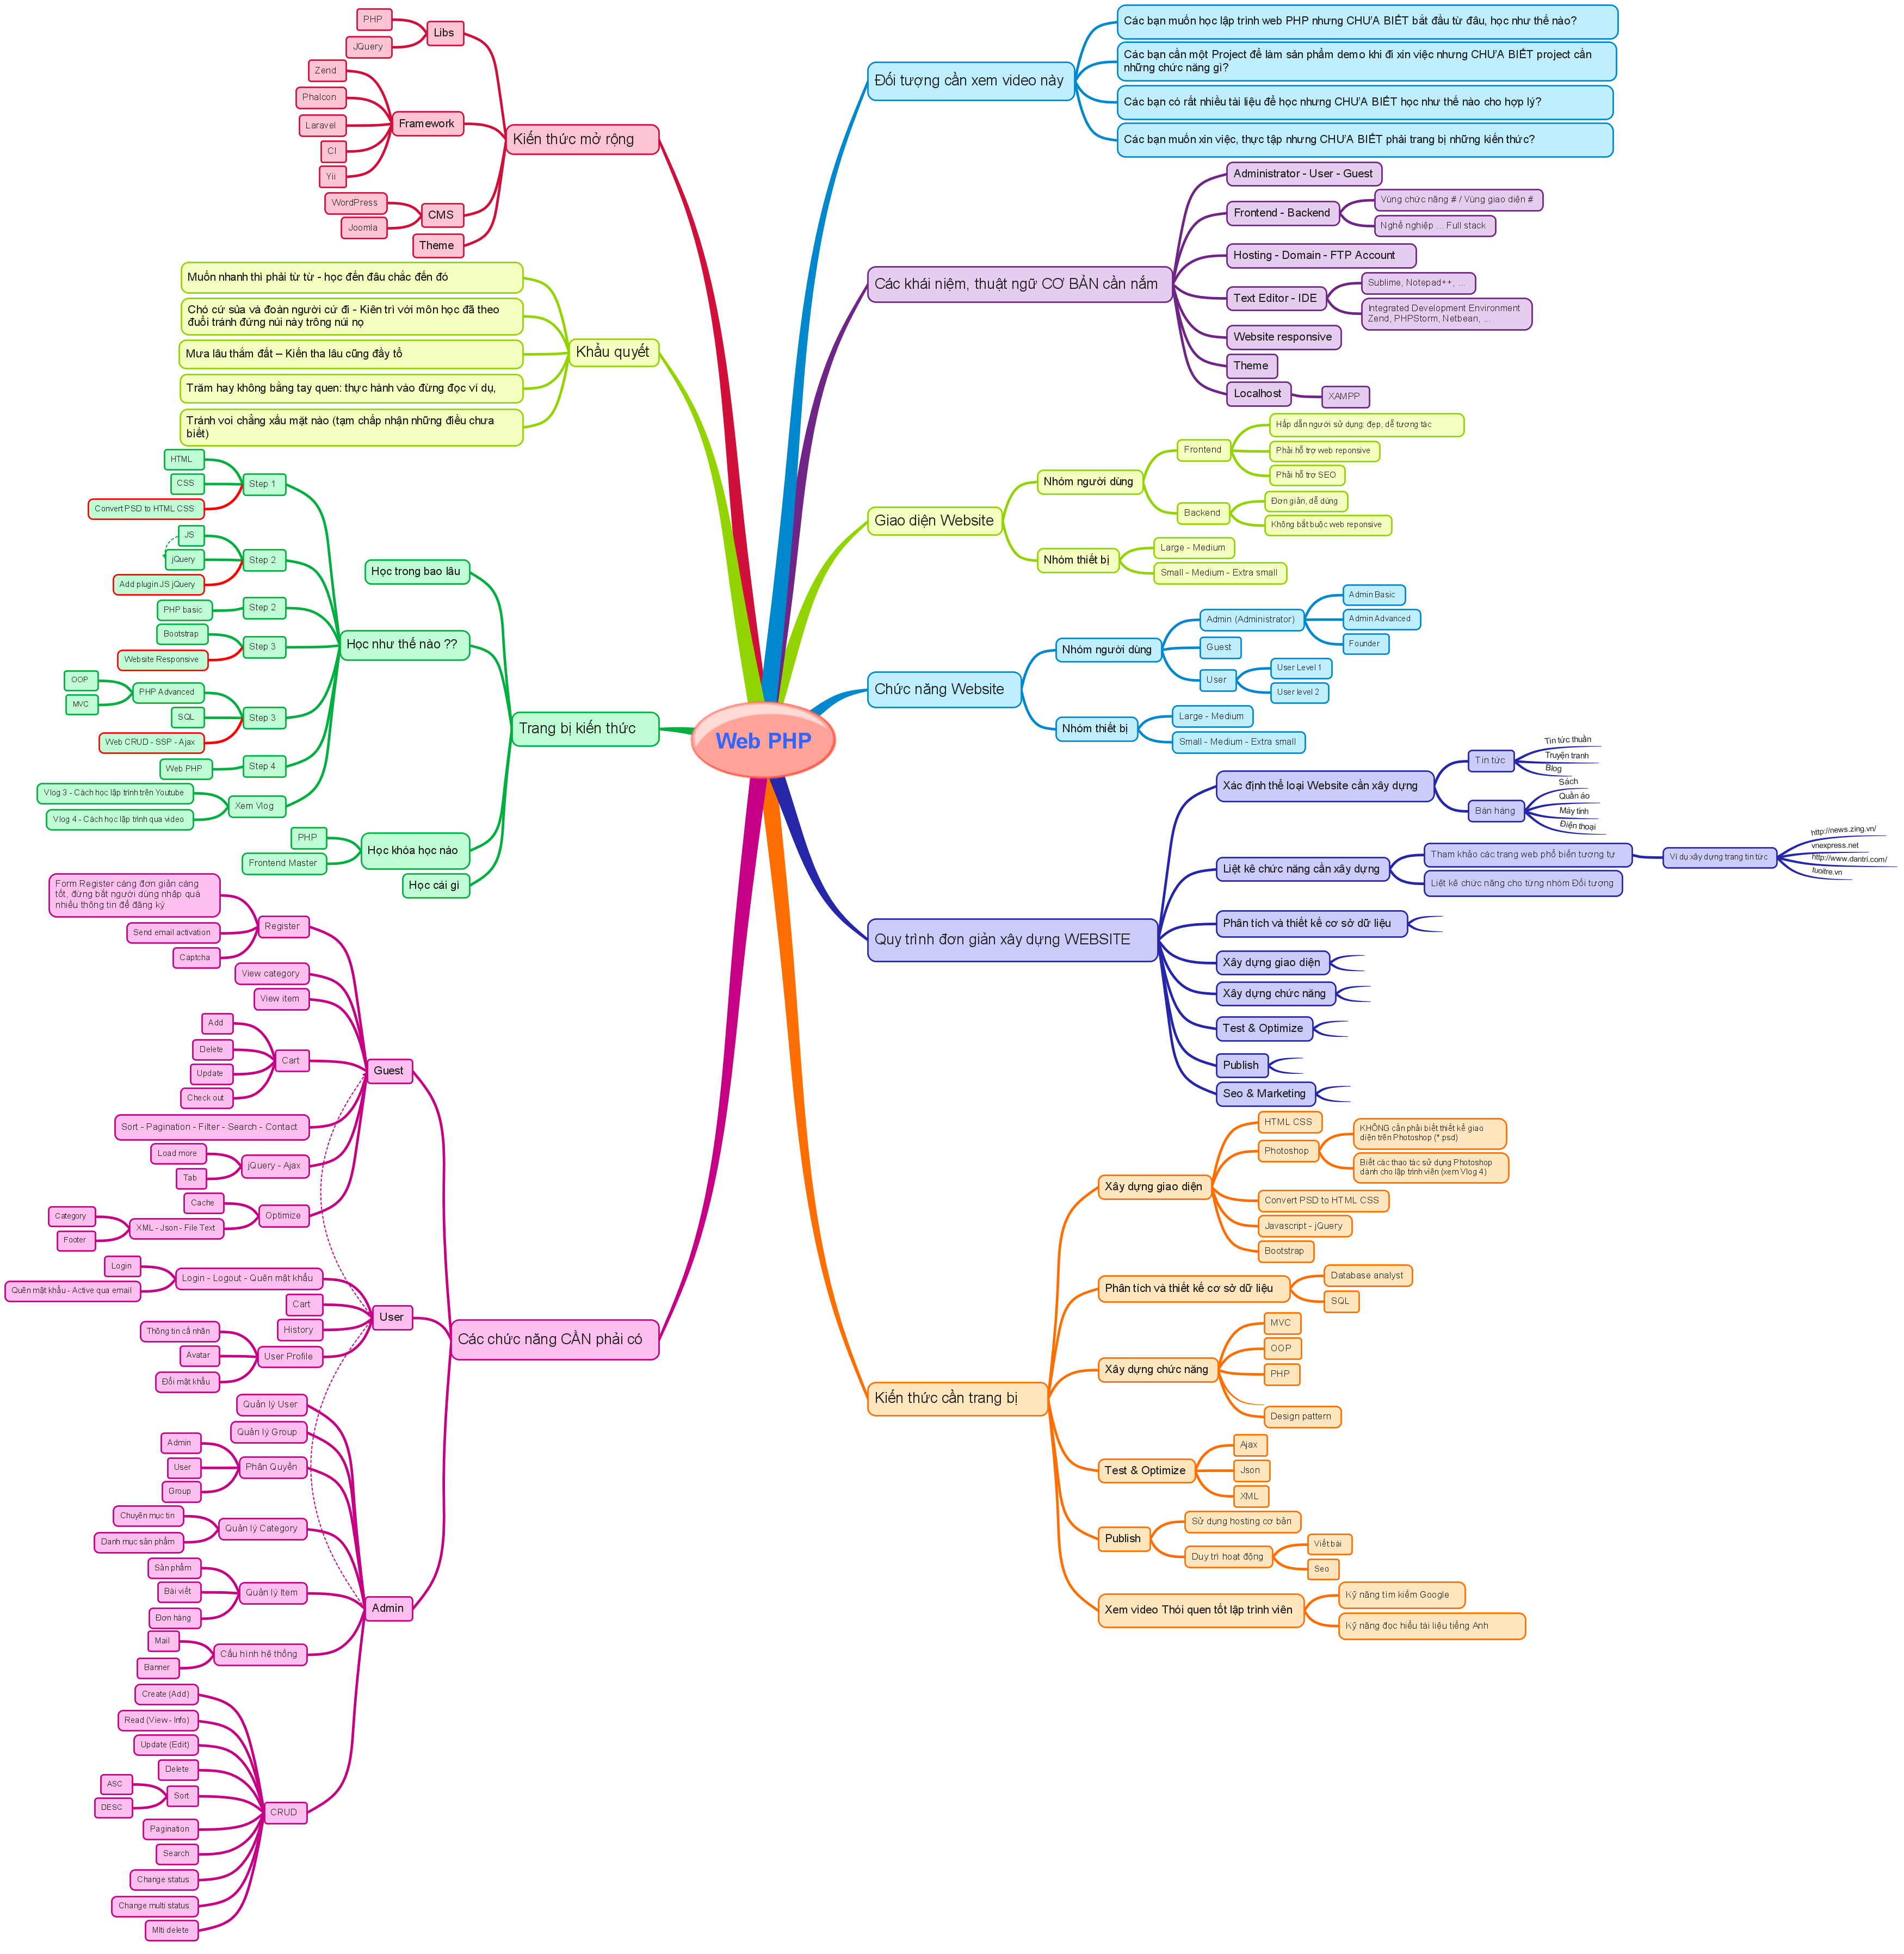 Web PHP
Đối tượng cần xem video này
Các bạn muốn học lập trình web PHP nhưng CHƯA BIẾT bắt đầu từ đâu, học như thế nào?
Các bạn cần một Project để làm sản phẩm demo khi đi xin việc nhưng CHƯA BIẾT project cần
những chức năng gì?
Các bạn có rất nhiều tài liệu để học nhưng CHƯA BIẾT học như thế nào cho hợp lý?
Các bạn muốn xin việc, thực tập nhưng CHƯA BIẾT phải trang bị những kiến thức?
Các khái niệm, thuật ngữ CƠ BẢN cần nắm
Administrator - User - Guest
Frontend - Backend
Vùng chức năng # / Vùng giao diện #
Nghề nghiệp ... Full stack
Hosting - Domain - FTP Account
Text Editor - IDE
Sublime, Notepad++, ...
Integrated Development Environment
Zend, PHPStorm, Netbean, ...
Website responsive
Theme
Localhost
XAMPP
Giao diện Website
Nhóm người dùng
Frontend
Hấp dẫn người sử dụng: đẹp, dễ tương tác
Phải hỗ trợ web reponsive
Phải hỗ trợ SEO
Backend
Đơn giản, dễ dùng
Không bắt buộc web reponsive
Nhóm thiết bị
Large - Medium
Small - Medium - Extra small
Chức năng Website
Nhóm người dùng
Admin (Administrator)
Admin Basic
Admin Advanced
Founder
Guest
User
User Level 1
User level 2
Nhóm thiết bị
Large - Medium
Small - Medium - Extra small
Quy trình đơn giản xây dựng WEBSITE
Xác định thể loại Website cần xây dựng
Tin tức
Tin tức thuần
Truyện tranh
Blog
Bán hàng
Sách
Quần áo
Máy tính
Điện thoại
Liệt kê chức năng cần xây dựng
Tham khảo các trang web phổ biến tương tự
Ví dụ xây dựng trang tin tức
http://news.zing.vn/
vnexpress.net
http://www.dantri.com/
tuoitre.vn
Liệt kê chức năng cho từng nhóm Đối tượng
Phân tích và thiết kế cơ sở dữ liệu
Xây dựng giao diện
Xây dựng chức năng
Test & Optimize
Publish
Seo & Marketing
Kiến thức cần trang bị
Xây dựng giao diện
HTML CSS
Photoshop
KHÔNG cần phải biết thiết kế giao
diện trên Photoshop (*.psd)
Biết các thao tác sử dụng Photoshop
dành cho lập trình viên (xem Vlog 4)
Convert PSD to HTML CSS
Javascript - jQuery
Bootstrap
Phân tích và thiết kế cơ sở dữ liệu
Database analyst
SQL
Xây dựng chức năng
MVC
OOP
PHP
Design pattern
Test & Optimize
Ajax
Json
XML
Publish
Sử dụng hosting cơ bản
Duy trì hoạt động
Viết bài
Seo
Xem video Thói quen tốt lập trình viên
Kỹ năng tìm kiếm Google
Kỹ năng đọc hiểu tài liệu tiếng Anh
Kiến thức mở rộng
Libs
PHP
JQuery
Framework
Zend
Phalcon
Laravel
CI
Yii
CMS
WordPress
Joomla
Theme
Khẩu quyết
Muốn nhanh thì phải từ từ - học đến đâu chắc đến đó
Chó cứ sủa và đoàn người cứ đi - Kiên trì với môn học đã theo
đuổi tránh đứng núi này trông núi nọ
Mưa lâu thấm đất – Kiến tha lâu cũng đầy tổ
Trăm hay không bằng tay quen: thực hành vào đừng đọc ví dụ,
Tránh voi chẳng xấu mặt nào (tạm chấp nhận những điều chưa
biết)
Trang bị kiến thức
Học trong bao lâu
Học như thế nào ??
Step 1
HTML
CSS
Convert PSD to HTML CSS
Step 2
JS
jQuery
Add plugin JS jQuery
Step 2
PHP basic
Step 3
Bootstrap
Website Responsive
Step 3
PHP Advanced
OOP
MVC
SQL
Web CRUD - SSP - Ajax
Step 4
Web PHP
Xem Vlog
Vlog 3 - Cách học lập trình trên Youtube
Vlog 4 - Cách học lập trình qua video
Học khóa học nào
PHP
Frontend Master
Học cái gì
Các chức năng CẦN phải có
Guest
Register
Form Register càng đơn giản càng
tốt, đừng bắt người dùng nhập quá
nhiều thông tin để đăng ký
Send email activation
Captcha
View category
View item
Cart
Add
Delete
Update
Check out
Sort - Pagination - Filter - Search - Contact
jQuery - Ajax
Load more
Tab
Optimize
Cache
XML - Json - File Text
Category
Footer
User
Login - Logout - Quên mật khẩu
Login
Quên mật khẩu - Active qua email
Cart
History
User Profile
Thông tin cá nhân
Avatar
Đổi mật khẩu
Admin
Quản lý User
Quản lý Group
Phân Quyền
Admin
User
Group
Quản lý Category
Chuyên mục tin
Danh mục sản phẩm
Quản lý Item
Sản phẩm
Bài viết
Đơn hàng
Cấu hình hệ thống
Mail
Banner
CRUD
Create (Add)
Read (View - Info)
Update (Edit)
Delete
Sort
ASC
DESC
Pagination
Search
Change status
Change multi status
Mlti delete